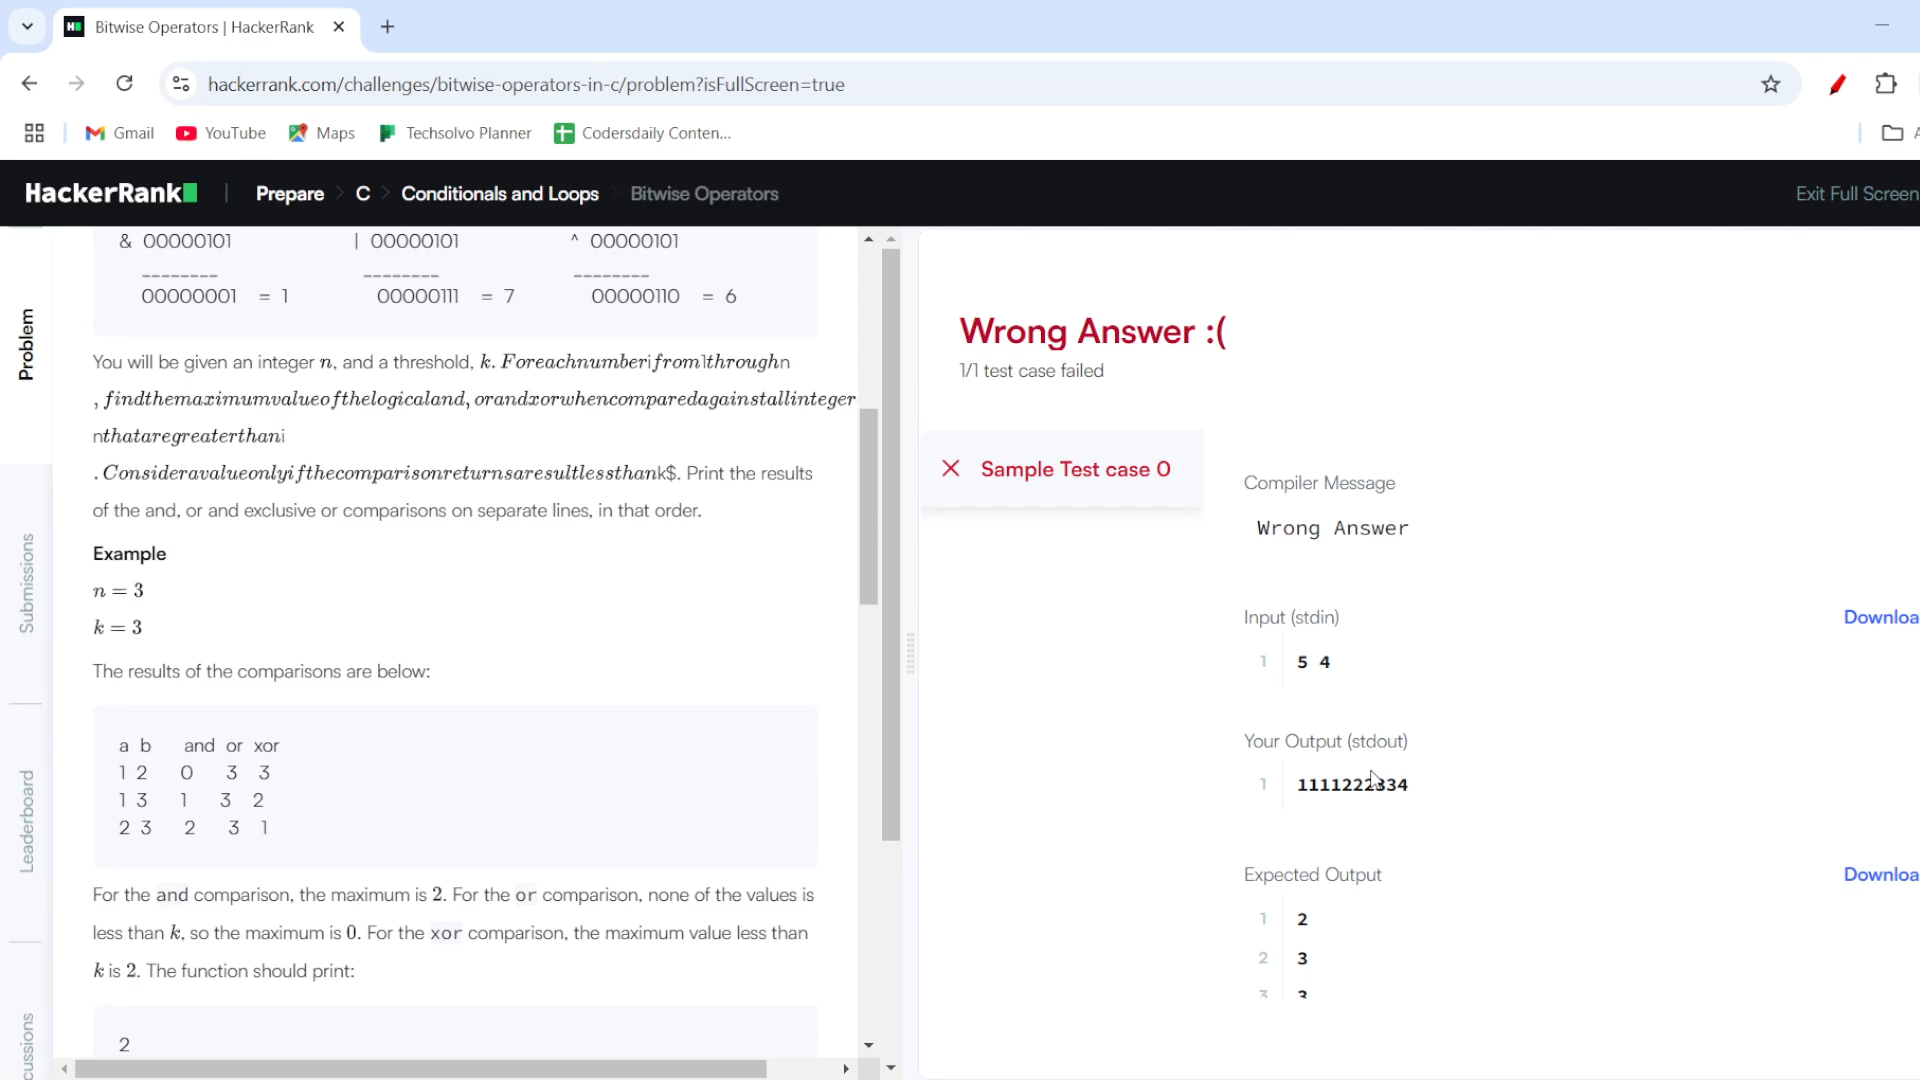 Bitwise Operators | HackerRank
hackerrank.com/challenges/bitwise-operators-in-c/problem?isFullScreen=true
Gmail YouTube Maps Techsolvo Planner Codersdaily Conten...
HackerRank | Prepare > C > Conditionals and Loops > Bitwise Operators
Exit Full Screen
Problem
Submissions
Leaderboard
cussions
& 00000101 | 00000101 ^ 00000101
-------- -------- --------
00000001 = 1 00000111 = 7 00000110 = 6
You will be given an integer n, and a threshold, k.Foreachnumberifrom1throughn
,findthemaximumvalueofthelogicaland,orandxorwhencomparedagainstallinteger
nthataregreaterthani
.Consideravalueonlyifthecomparisonreturnsaresultlessthank$. Print the results
of the and, or and exclusive or comparisons on separate lines, in that order.
Example
n = 3
k = 3
The results of the comparisons are below:
a b and or xor
1 2 0 3 3
1 3 1 3 2
2 3 2 3 1
For the and comparison, the maximum is 2. For the or comparison, none of the values is
less than k, so the maximum is 0. For the xor comparison, the maximum value less than
k is 2. The function should print:
2
Wrong Answer :(
1/1 test case failed
Sample Test case 0
Compiler Message
Wrong Answer
Input (stdin)
Downloa
1 5 4
Your Output (stdout)
1 1111222334
Expected Output
Downloa
1 2
2 3
3 3